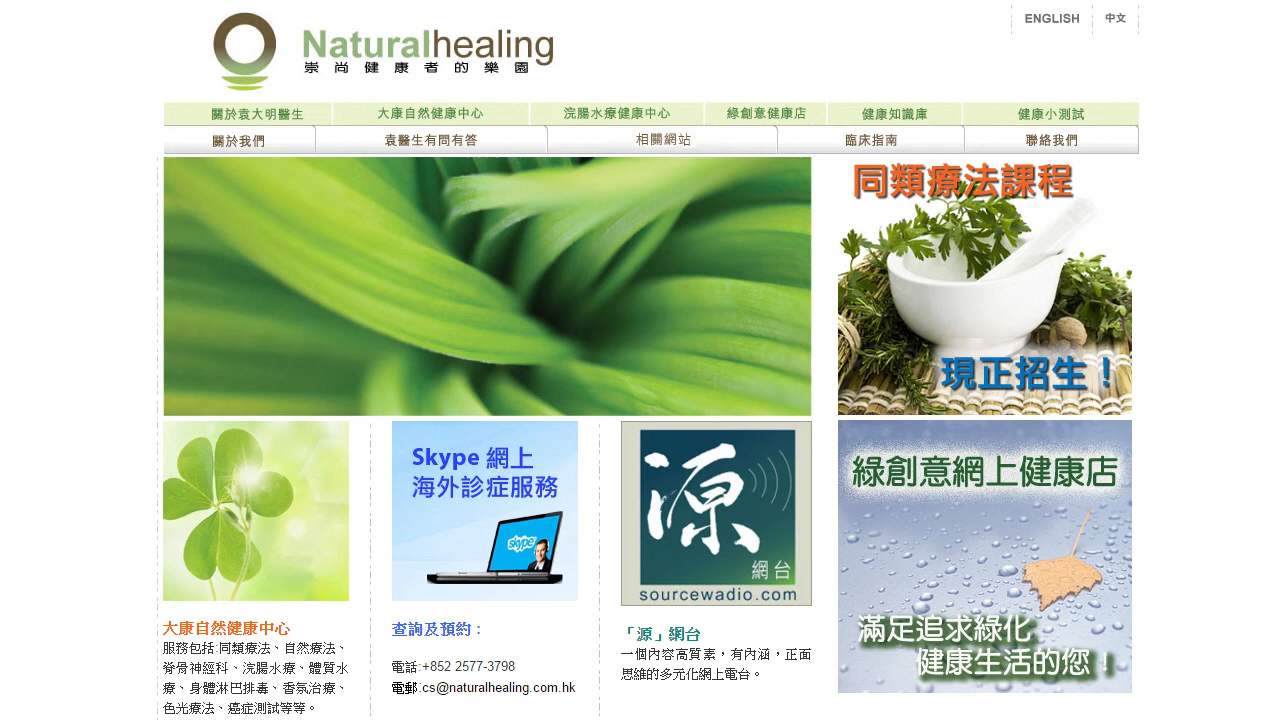 ENGLISH
中文
Naturalhealing
崇尚健康者的樂園
關於袁大明醫生
大康自然健康中心
浣腸水療健康中心
綠創意健康店
健康知識庫
健康小測試
關於我們
袁醫生有問有答
相關網站
臨床指南
聯絡我們
同類療法課程
現正招生！
Skype 網上
海外診症服務
skype
源
網台
sourcewadio.com
綠創意網上健康店
滿足追求綠化
健康生活的您！
大康自然健康中心
服務包括:同類療法、自然療法、
脊骨神經科、浣腸水療、體質水
療、身體淋巴排毒、香氛治療、
色光療法、癌症測試等等。
查詢及預約：
電話:+852 2577-3798
電郵:cs@naturalhealing.com.hk
「源」網台
一個內容高質素，有內涵，正面
思維的多元化網上電台。